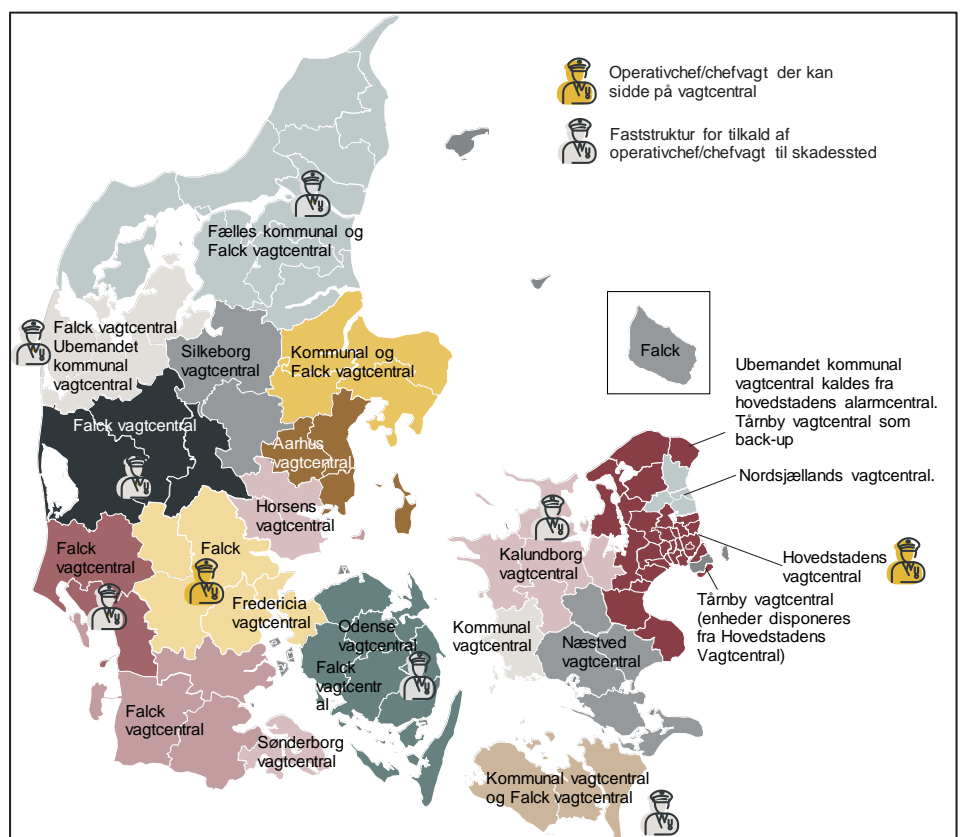 Operativchef/chefvagt der kan
sidde på vagtcentral
Faststruktur for tilkald af
operativchef/chefvagt til skadessted
Fælles kommunal og
Falck vagtcentral
Falck vagtcentral
Ubemandet
kommunal
vagtcentral
Silkeborg
vagtcentral
Kommunal og
Falck vagtcentral
Falck
Ubemandet kommunal
vagtcentral kaldes fra
hovedstadens alarmcentral.
Tårnby vagtcentral som
back-up
Falck vagtcentral
Aarhus
vagtcentral
Nordsjællands vagtcentral.
Horsens
vagtcentral
Falck
vagtcentral
Falck
Kalundborg
vagtcentral
Hovedstadens
vagtcentral
Fredericia
vagtcentral
Tårnby vagtcentral
(enheder disponeres
fra Hovedstadens
Vagtcentral)
Odense
vagtcentral
Kommunal
vagtcentral
Næstved
vagtcentral
Falck
vagtcentr
al
Falck
vagtcentral
Sønderborg
vagtcentral
Kommunal vagtcentral
og Falck vagtcentral